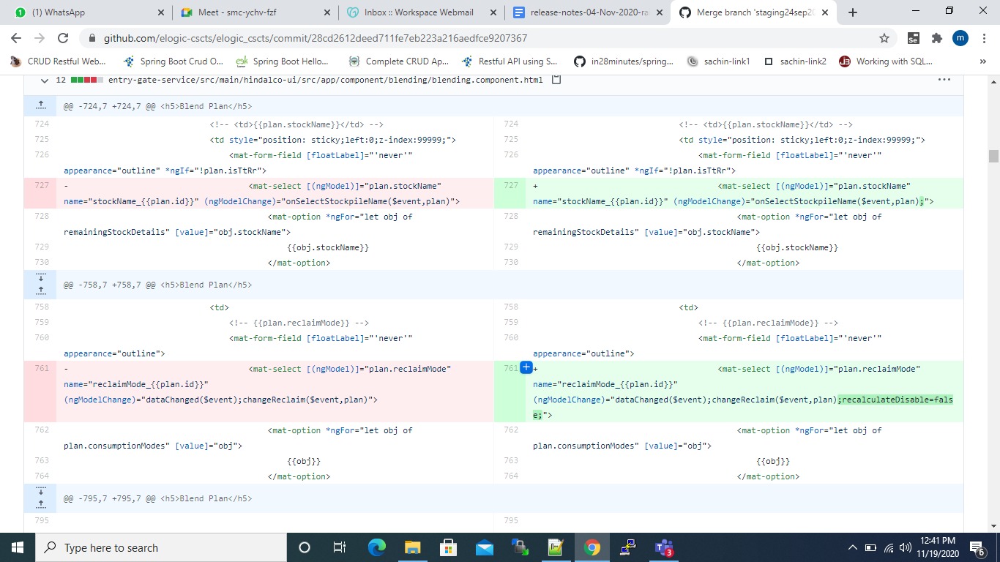 (1) WhatsApp
Meet - smc-ychv-fzf
Inbox :: Workspace Webmail
release-notes-04-Nov-2020-ra
Merge branch 'staging24sep20
github.com/elogic-cscts/elogic_cscts/commit/28cd2612deed711fe7eb223a216aedfce9207367
Se
m
CRUD Restful Web...
Spring Boot Crud O...
Spring Boot Hello...
Complete CRUD Ap...
Restful API using S...
in28minutes/spring...
sachin-link1
sachin-link2
Working with SQL...
»
12 entry-gate-service/src/main/hindalco-ui/src/app/component/blending/blending.component.html
@@ -724,7 +724,7 @@ <h5>Blend Plan</h5>
724 <!-- <td>{{plan.stockName}}</td> --> 724 <!-- <td>{{plan.stockName}}</td> -->
725 <td style="position: sticky;left:0;z-index:99999;"> 725 <td style="position: sticky;left:0;z-index:99999;">
726 <mat-form-field [floatLabel]="'never'" 726 <mat-form-field [floatLabel]="'never'"
appearance="outline" *ngIf="!plan.isTtRr"> appearance="outline" *ngIf="!plan.isTtRr">
727 - <mat-select [(ngModel)]="plan.stockName" 727 + <mat-select [(ngModel)]="plan.stockName"
name="stockName_{{plan.id}}" (ngModelChange)="onSelectStockpileName($event,plan)"> name="stockName_{{plan.id}}" (ngModelChange)="onSelectStockpileName($event,plan);">
728 <mat-option *ngFor="let obj of 728 <mat-option *ngFor="let obj of
remainingStockDetails" [value]="obj.stockName"> remainingStockDetails" [value]="obj.stockName">
729 {{obj.stockName}} 729 {{obj.stockName}}
730 </mat-option> 730 </mat-option>
@@ -758,7 +758,7 @@ <h5>Blend Plan</h5>
758 <td> 758 <td>
759 <!-- {{plan.reclaimMode}} --> 759 <!-- {{plan.reclaimMode}} -->
760 <mat-form-field [floatLabel]="'never'" 760 <mat-form-field [floatLabel]="'never'"
appearance="outline"> appearance="outline">
761 - <mat-select [(ngModel)]="plan.reclaimMode" 761 + + <mat-select [(ngModel)]="plan.reclaimMode"
name="reclaimMode_{{plan.id}}" name="reclaimMode_{{plan.id}}"
(ngModelChange)="dataChanged($event);changeReclaim($event,plan)"> (ngModelChange)="dataChanged($event);changeReclaim($event,plan);recalculateDisable=fals
e;">
762 <mat-option *ngFor="let obj of 762 <mat-option *ngFor="let obj of
plan.consumptionModes" [value]="obj"> plan.consumptionModes" [value]="obj">
763 {{obj}} 763 {{obj}}
764 </mat-option> 764 </mat-option>
@@ -795,7 +795,7 @@ <h5>Blend Plan</h5>
795 795
Type here to search
3
12:41 PM
11/19/2020
6